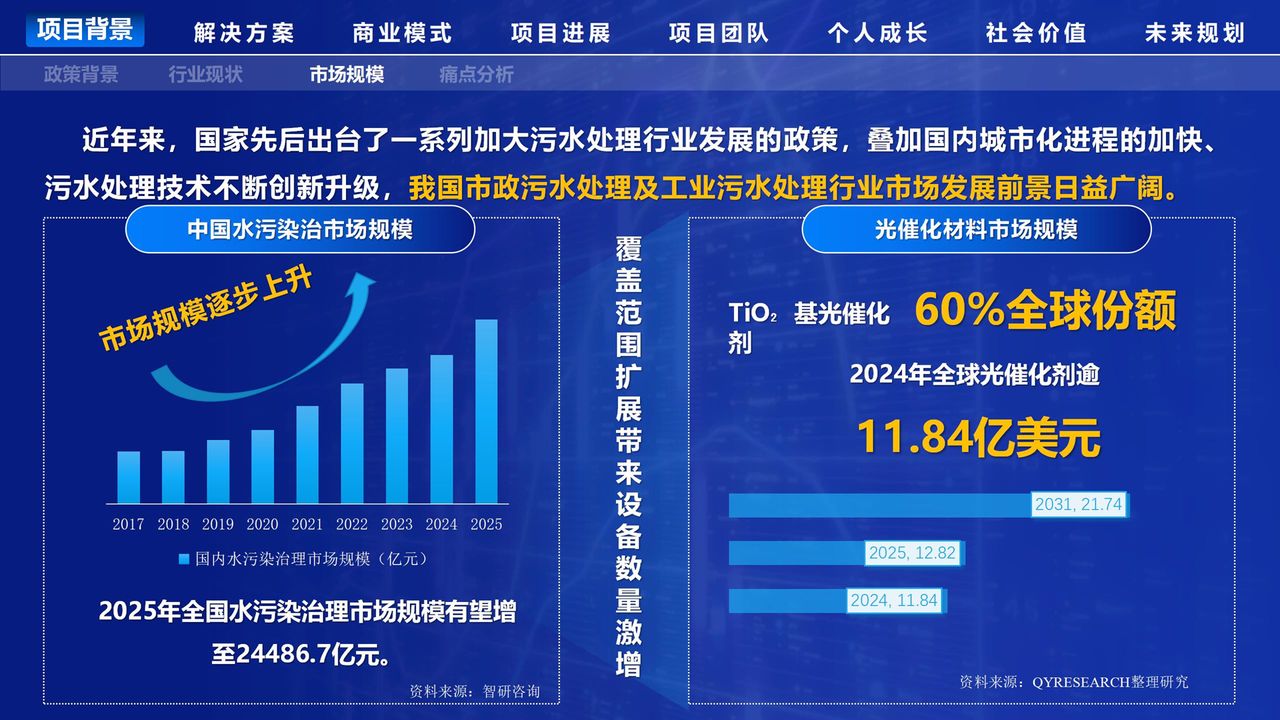 项目背景 解决方案 商业模式 项目进展 项目团队 个人成长 社会价值 未来规划
政策背景 行业现状 市场规模 痛点分析
近年来，国家先后出台了一系列加大污水处理行业发展的政策，叠加国内城市化进程的加快、
污水处理技术不断创新升级，我国市政污水处理及工业污水处理行业市场发展前景日益广阔。
中国水污染治市场规模
市场规模逐步上升
2017 2018 2019 2020 2021 2022 2023 2024 2025
国内水污染治理市场规模（亿元）
2025年全国水污染治理市场规模有望增
至24486.7亿元。
资料来源：智研咨询
覆盖范围扩展带来设备数量激增
光催化材料市场规模
TiO₂ 基光催化
剂
60%全球份额
2024年全球光催化剂逾
11.84亿美元
2031, 21.74
2025, 12.82
2024, 11.84
资料来源：QYRESEARCH整理研究